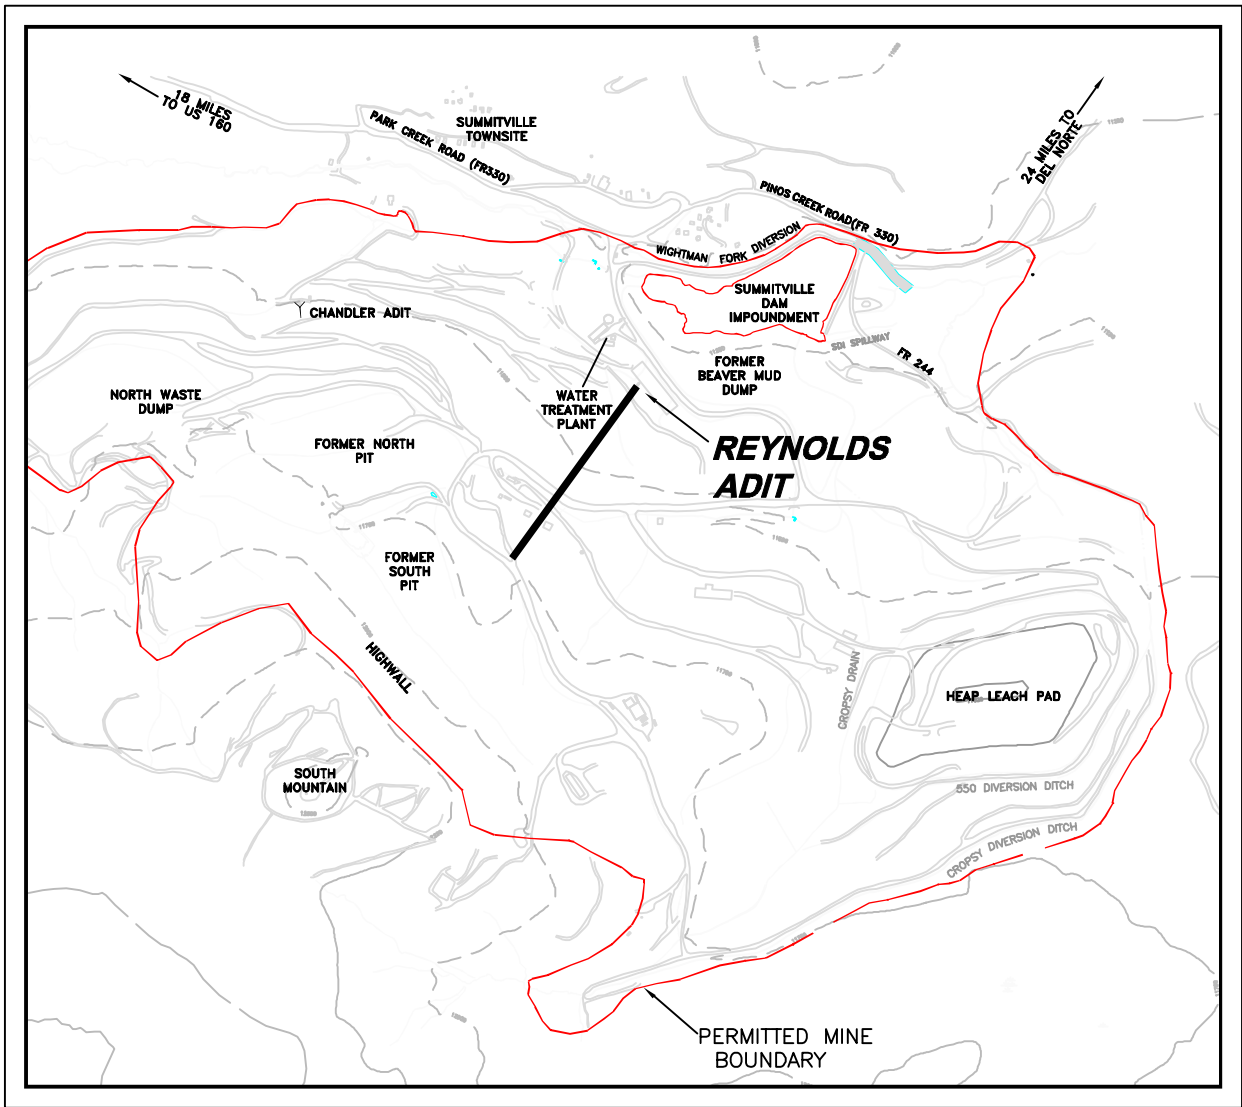 18 MILES
TO US 160
SUMMITVILLE
TOWNSITE
PARK CREEK ROAD (FR330)
24 MILES TO
DEL NORTE
PINOS CREEK ROAD(FR 330)
WIGHTMAN FORK DIVERSION
SUMMITVILLE
DAM
IMPOUNDMENT
CHANDLER ADIT
SDI SPILLWAY
FR 244
FORMER
BEAVER MUD
DUMP
NORTH WASTE
DUMP
WATER
TREATMENT
PLANT
FORMER NORTH
PIT
REYNOLDS
ADIT
11700
FORMER
SOUTH
PIT
HIGHWALL
CROPSY DRAIN
HEAP LEACH PAD
SOUTH
MOUNTAIN
550 DIVERSION DITCH
CROPSY DIVERSION DITCH
PERMITTED MINE
BOUNDARY